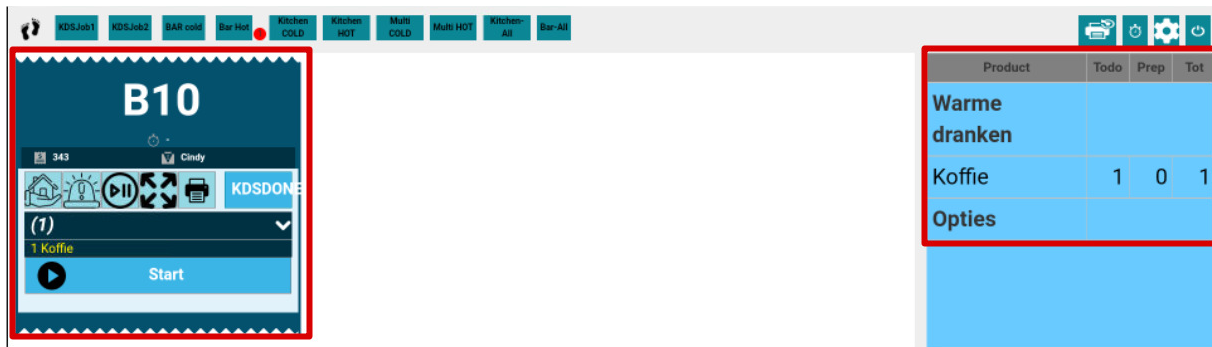 KDSJob1 KDSJob2 BAR cold Bar Hot Kitchen COLD Kitchen HOT Multi COLD Multi HOT Kitchen-All Bar-All
B10
-
343 Cindy
KDSDONE
(1)
1 Koffie
Start
Product Todo Prep Tot
Warme
dranken
Koffie 1 0 1
Opties